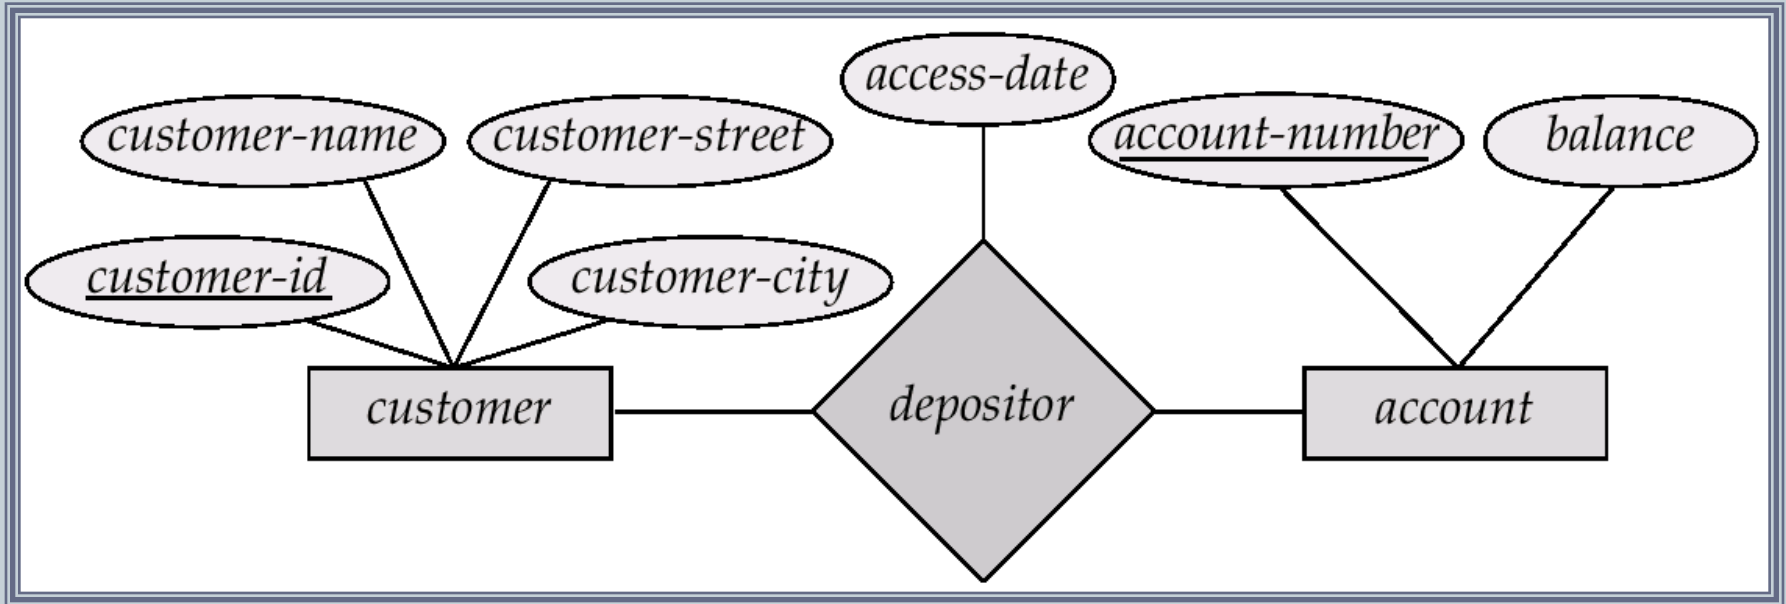 access-date
customer-name
customer-street
account-number
balance
customer-id
customer-city
customer
depositor
account